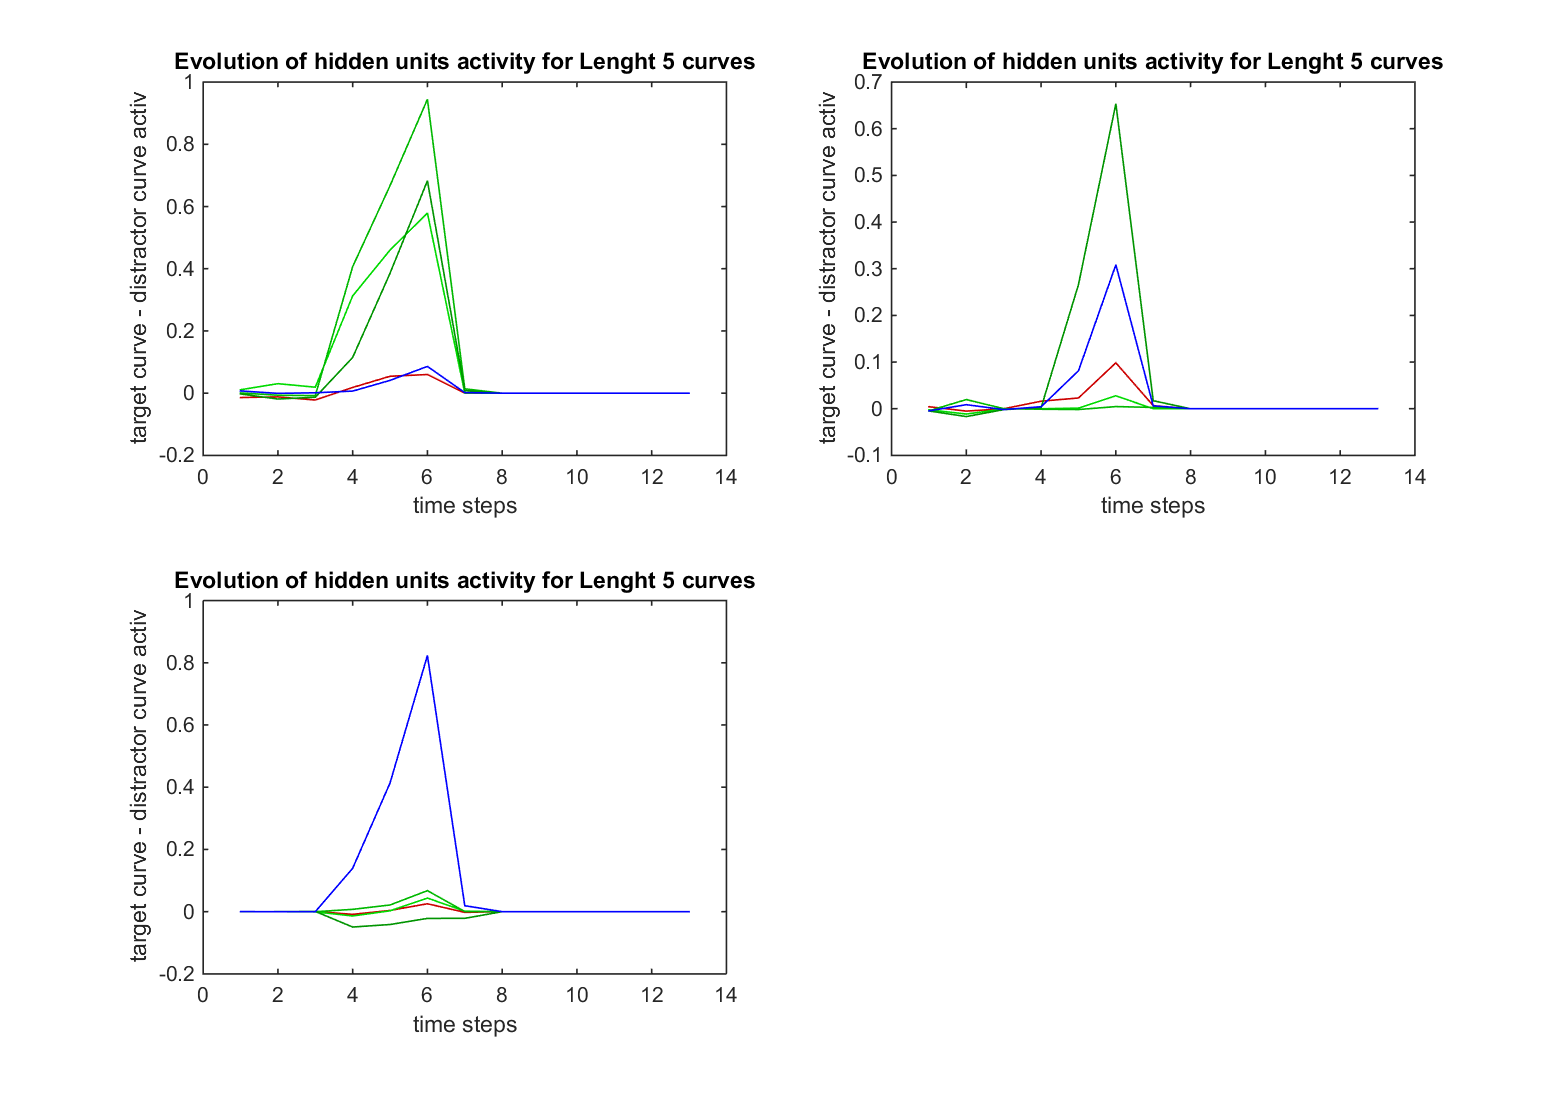 Evolution of hidden units activity for Lenght 5 curves
target curve - distractor curve activ
1
0.8
0.6
0.4
0.2
0
-0.2
0 2 4 6 8 10 12 14
time steps
Evolution of hidden units activity for Lenght 5 curves
target curve - distractor curve activ
0.7
0.6
0.5
0.4
0.3
0.2
0.1
0
-0.1
0 2 4 6 8 10 12 14
time steps
Evolution of hidden units activity for Lenght 5 curves
target curve - distractor curve activ
1
0.8
0.6
0.4
0.2
0
-0.2
0 2 4 6 8 10 12 14
time steps